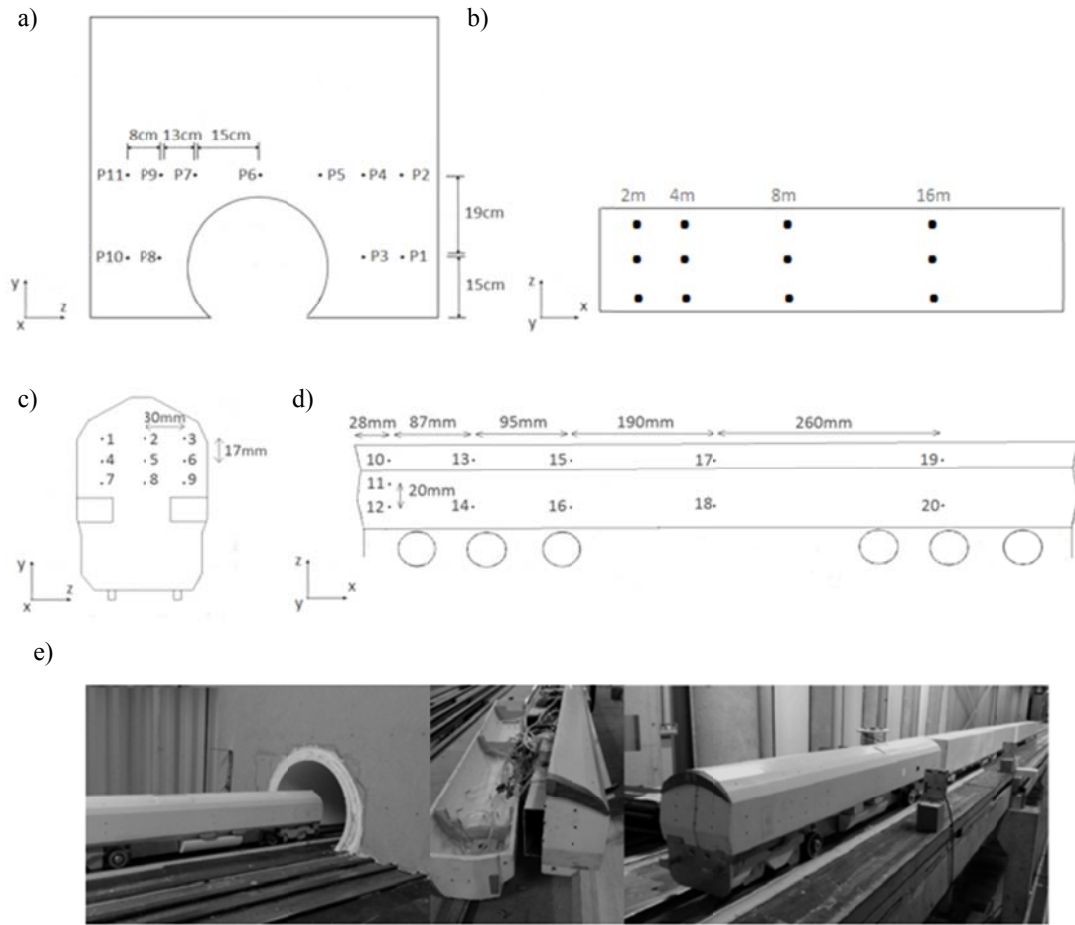 a)
b)
8cm 13cm 15cm
P11 P9 P7 P6 P5 P4 P2
19cm
P10 P8 P3 P1
15cm
y
z
x
2m 4m 8m 16m
z
x
y
c)
d)
30mm
1 2 3
17mm
4 5 6
7 8 9
y
z
x
28mm 87mm 95mm 190mm 260mm
10 13 15 17 19
11
20mm
12 14 16 18 20
z
x
y
e)